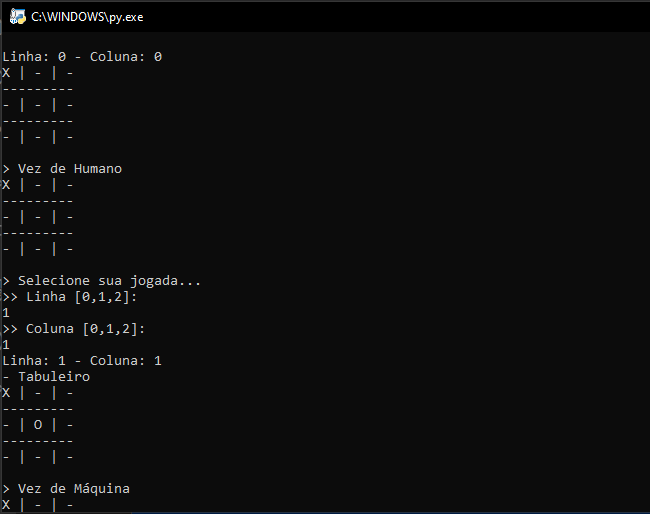 C:\WINDOWS\py.exe
Linha: 0 - Coluna: 0
X | - | -
---------
- | - | -
---------
- | - | -
> Vez de Humano
X | - | -
---------
- | - | -
---------
- | - | -
> Selecione sua jogada...
>> Linha [0,1,2]:
1
>> Coluna [0,1,2]:
1
Linha: 1 - Coluna: 1
- Tabuleiro
X | - | -
---------
- | O | -
---------
- | - | -
> Vez de Máquina
X | - | -